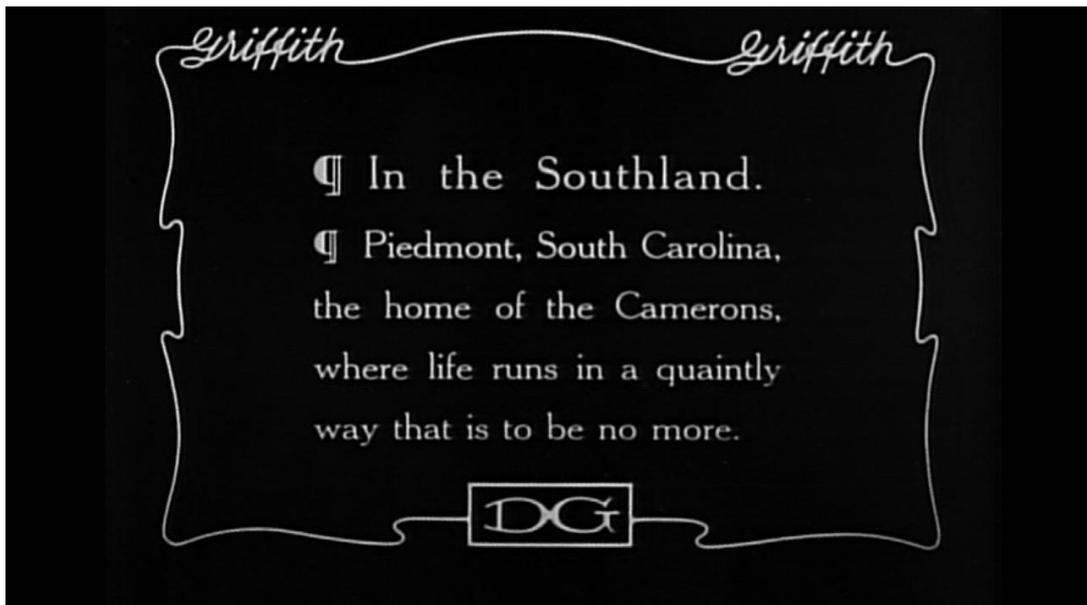 Griffith Griffith
¶ In the Southland.
¶ Piedmont, South Carolina,
the home of the Camerons,
where life runs in a quaintly
way that is to be no more.
DG